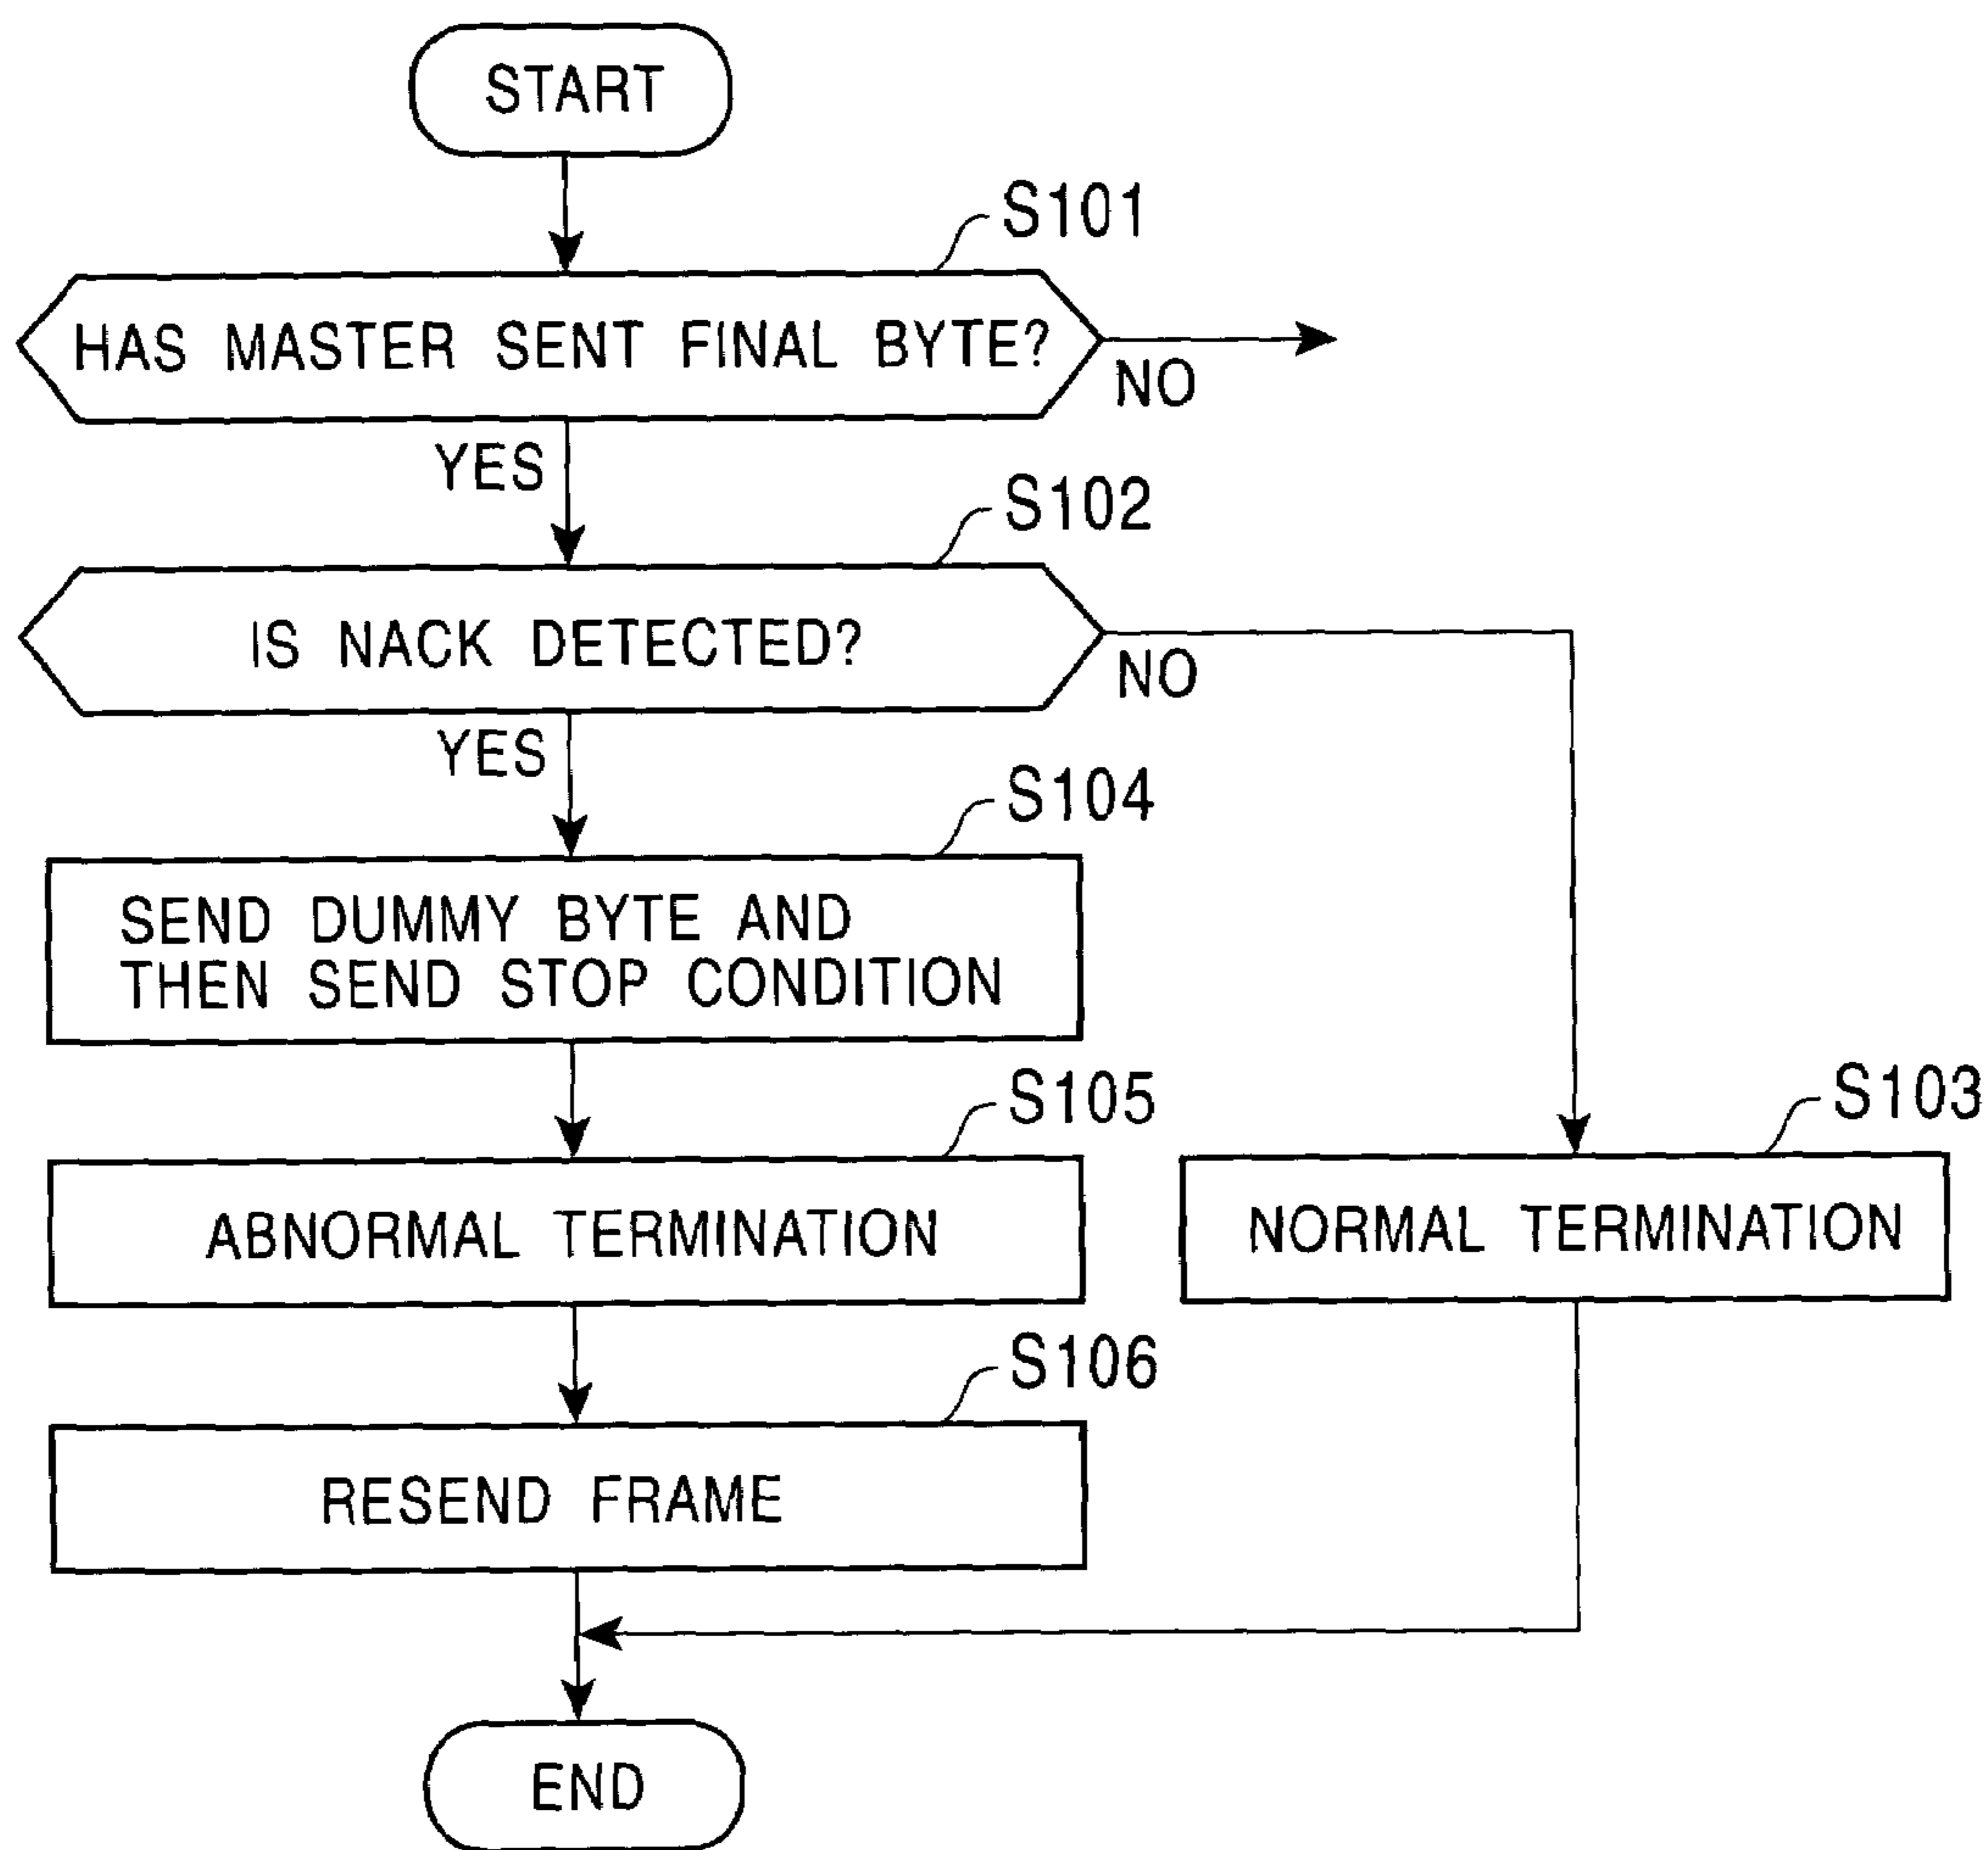 START
S101
HAS MASTER SENT FINAL BYTE?
NO
YES
S102
IS NACK DETECTED?
NO
YES
S104
SEND DUMMY BYTE AND
THEN SEND STOP CONDITION
S105
S103
ABNORMAL TERMINATION
NORMAL TERMINATION
S106
RESEND FRAME
END